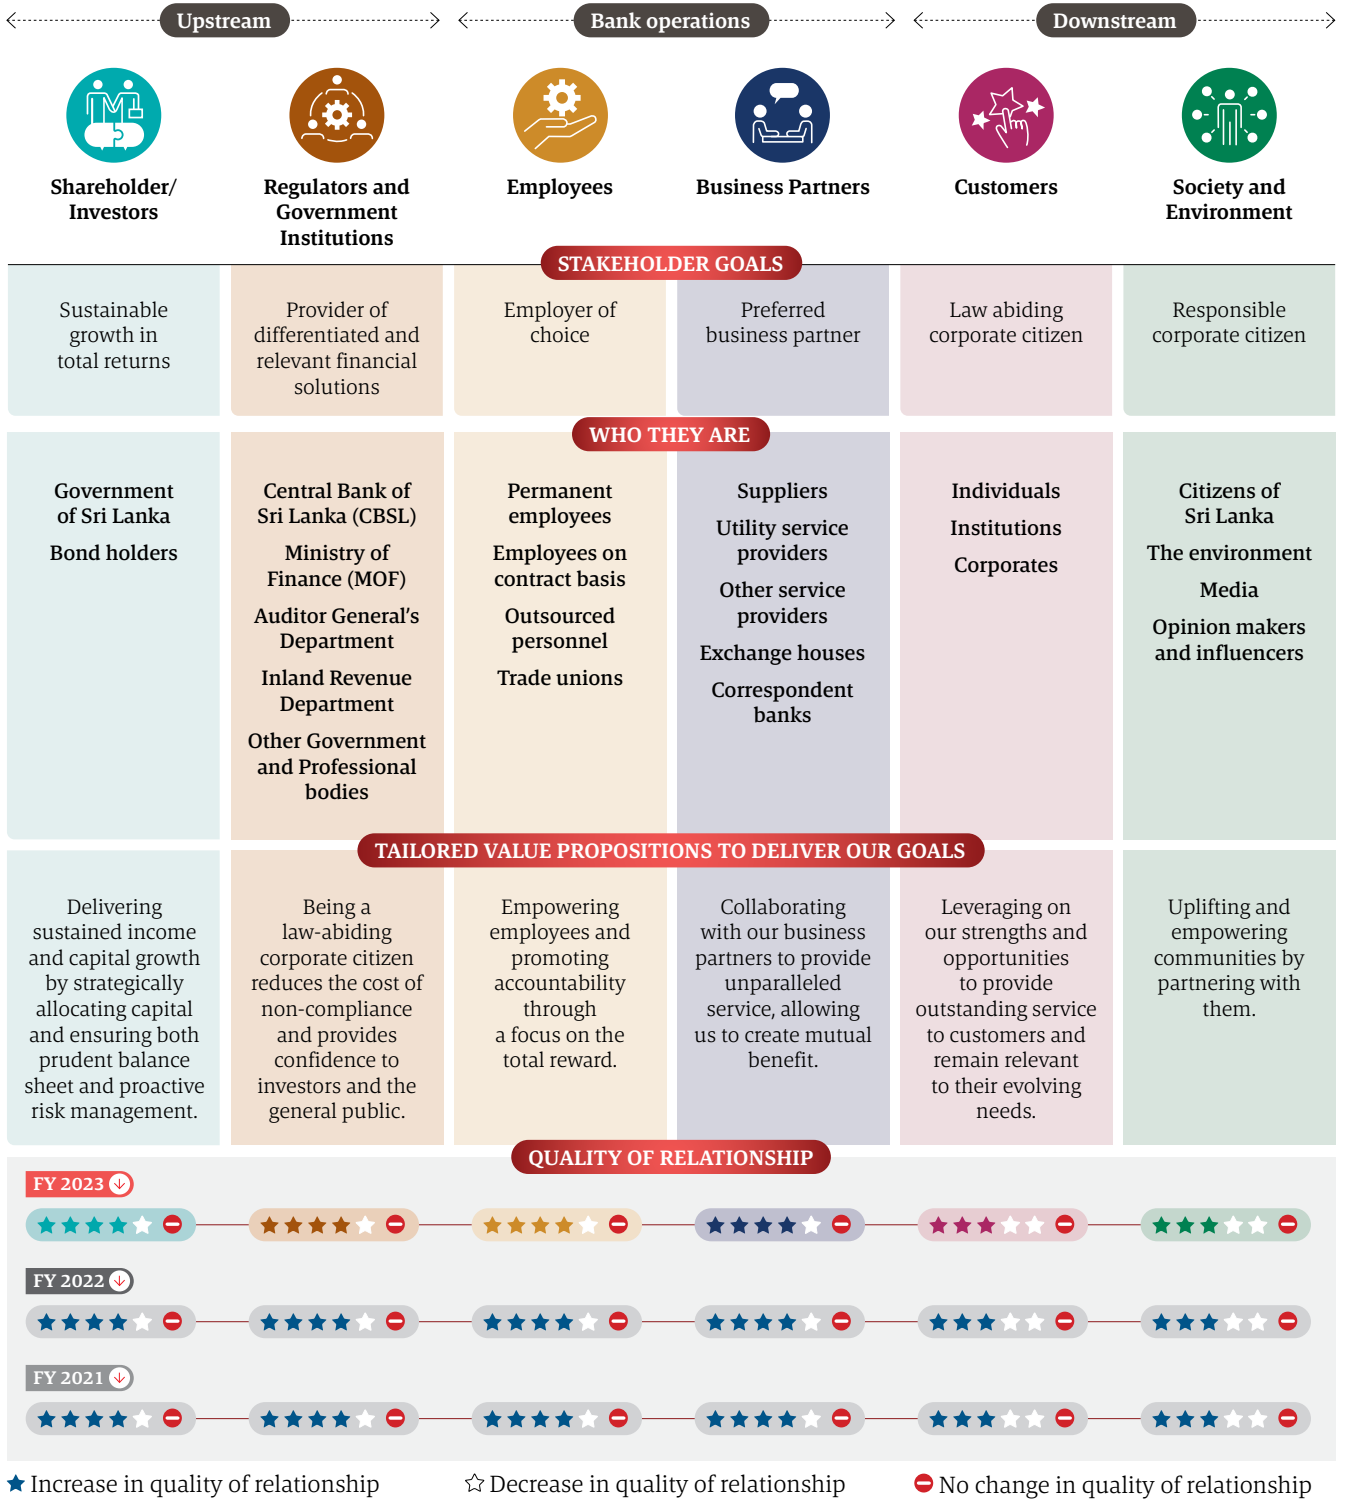 Upstream
Bank operations
Downstream
Shareholder/
Investors
Regulators and
Government
Institutions
Employees
Business Partners
Customers
Society and
Environment
STAKEHOLDER GOALS
Sustainable
growth in
total returns
Provider of
differentiated and
relevant financial
solutions
Employer of
choice
Preferred
business partner
Law abiding
corporate citizen
Responsible
corporate citizen
WHO THEY ARE
Government
of Sri Lanka
Bond holders
Central Bank of
Sri Lanka (CBSL)
Ministry of
Finance (MOF)
Auditor General’s
Department
Inland Revenue
Department
Other Government
and Professional
bodies
Permanent
employees
Employees on
contract basis
Outsourced
personnel
Trade unions
Suppliers
Utility service
providers
Other service
providers
Exchange houses
Correspondent
banks
Individuals
Institutions
Corporates
Citizens of
Sri Lanka
The environment
Media
Opinion makers
and influencers
TAILORED VALUE PROPOSITIONS TO DELIVER OUR GOALS
Delivering
sustained income
and capital growth
by strategically
allocating capital
and ensuring both
prudent balance
sheet and proactive
risk management.
Being a
law-abiding
corporate citizen
reduces the cost of
non-compliance
and provides
confidence to
investors and the
general public.
Empowering
employees and
promoting
accountability
through
a focus on the
total reward.
Collaborating
with our business
partners to provide
unparalleled
service, allowing
us to create mutual
benefit.
Leveraging on
our strengths and
opportunities
to provide
outstanding service
to customers and
remain relevant
to their evolving
needs.
Uplifting and
empowering
communities by
partnering with
them.
QUALITY OF RELATIONSHIP
FY 2023
FY 2022
FY 2021
Increase in quality of relationship
Decrease in quality of relationship
No change in quality of relationship